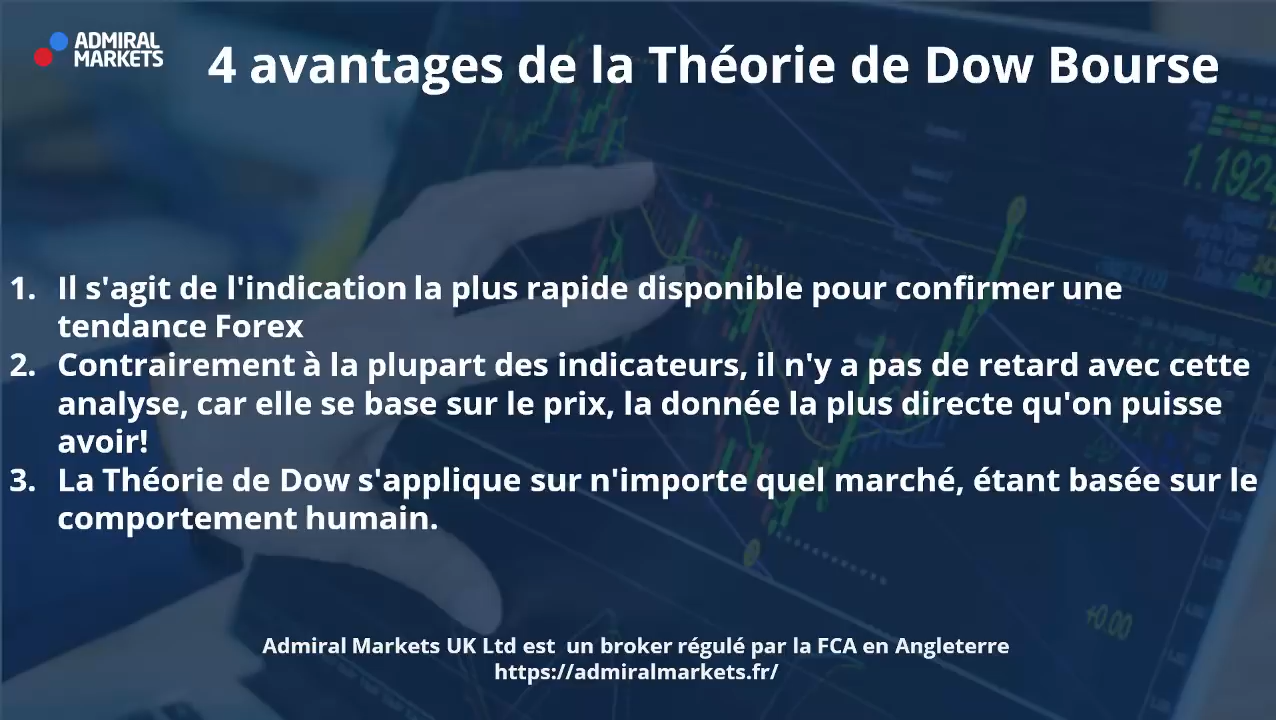 ADMIRAL
MARKETS
4 avantages de la Théorie de Dow Bourse
1.1924
1. Il s'agit de l'indication la plus rapide disponible pour confirmer une
tendance Forex
2. Contrairement à la plupart des indicateurs, il n'y a pas de retard avec cette
analyse, car elle se base sur le prix, la donnée la plus directe qu'on puisse
avoir!
3. La Théorie de Dow s'applique sur n'importe quel marché, étant basée sur le
comportement humain.
+0.00
Admiral Markets UK Ltd est  un broker régulé par la FCA en Angleterre
https://admiralmarkets.fr/